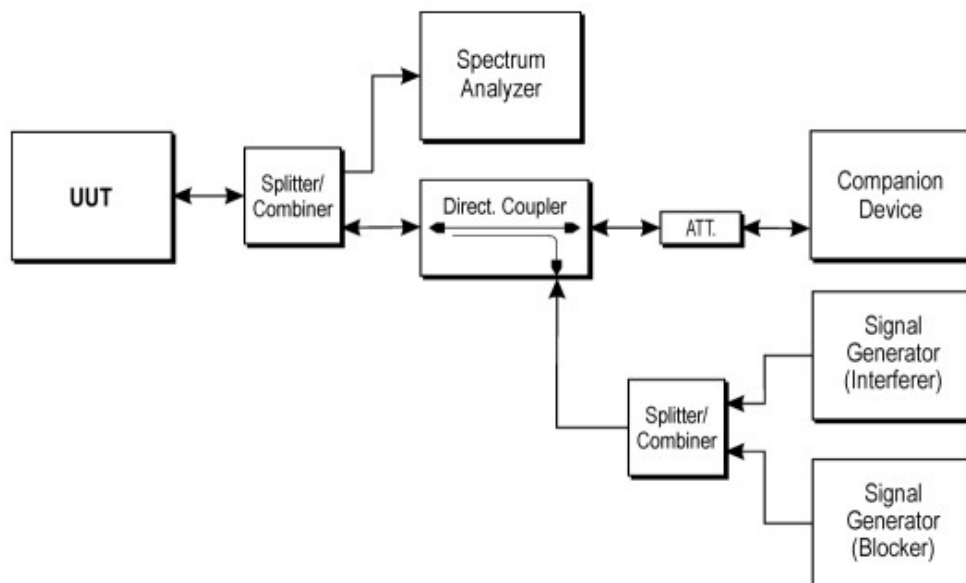 Spectrum
Analyzer
UUT
Splitter/
Combiner
Direct. Coupler
ATT.
Companion
Device
Signal
Generator
(Interferer)
Splitter/
Combiner
Signal
Generator
(Blocker)